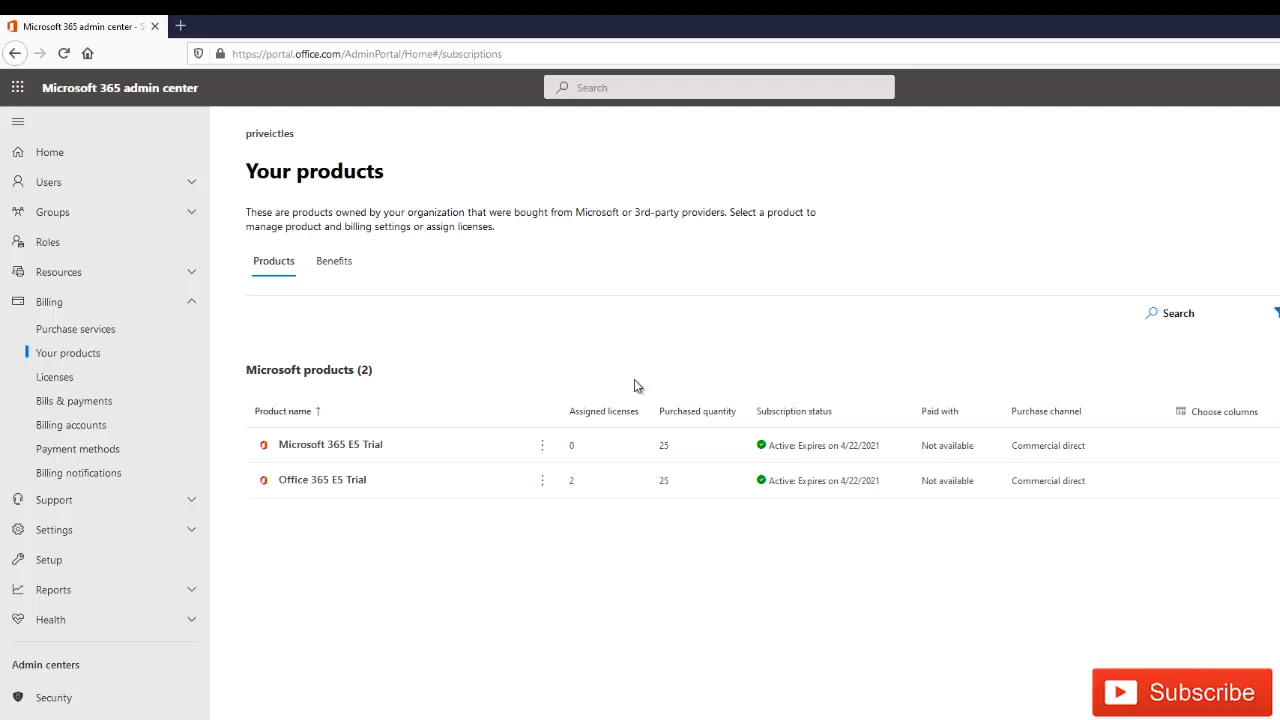 Microsoft 365 admin center - S
https://portal.office.com/AdminPortal/Home#/subscriptions
Microsoft 365 admin center
Search
Home
Users
Groups
Roles
Resources
Billing
Purchase services
Your products
Licenses
Bills & payments
Billing accounts
Payment methods
Billing notifications
Support
Settings
Setup
Reports
Health
Admin centers
Security
priveictles
Your products
These are products owned by your organization that were bought from Microsoft or 3rd-party providers. Select a product to
manage product and billing settings or assign licenses.
Products Benefits
Search
Microsoft products (2)
Product name ↑ Assigned licenses Purchased quantity Subscription status Paid with Purchase channel Choose columns
Microsoft 365 E5 Trial 0 25 Active: Expires on 4/22/2021 Not available Commercial direct
Office 365 E5 Trial 2 25 Active: Expires on 4/22/2021 Not available Commercial direct
Subscribe